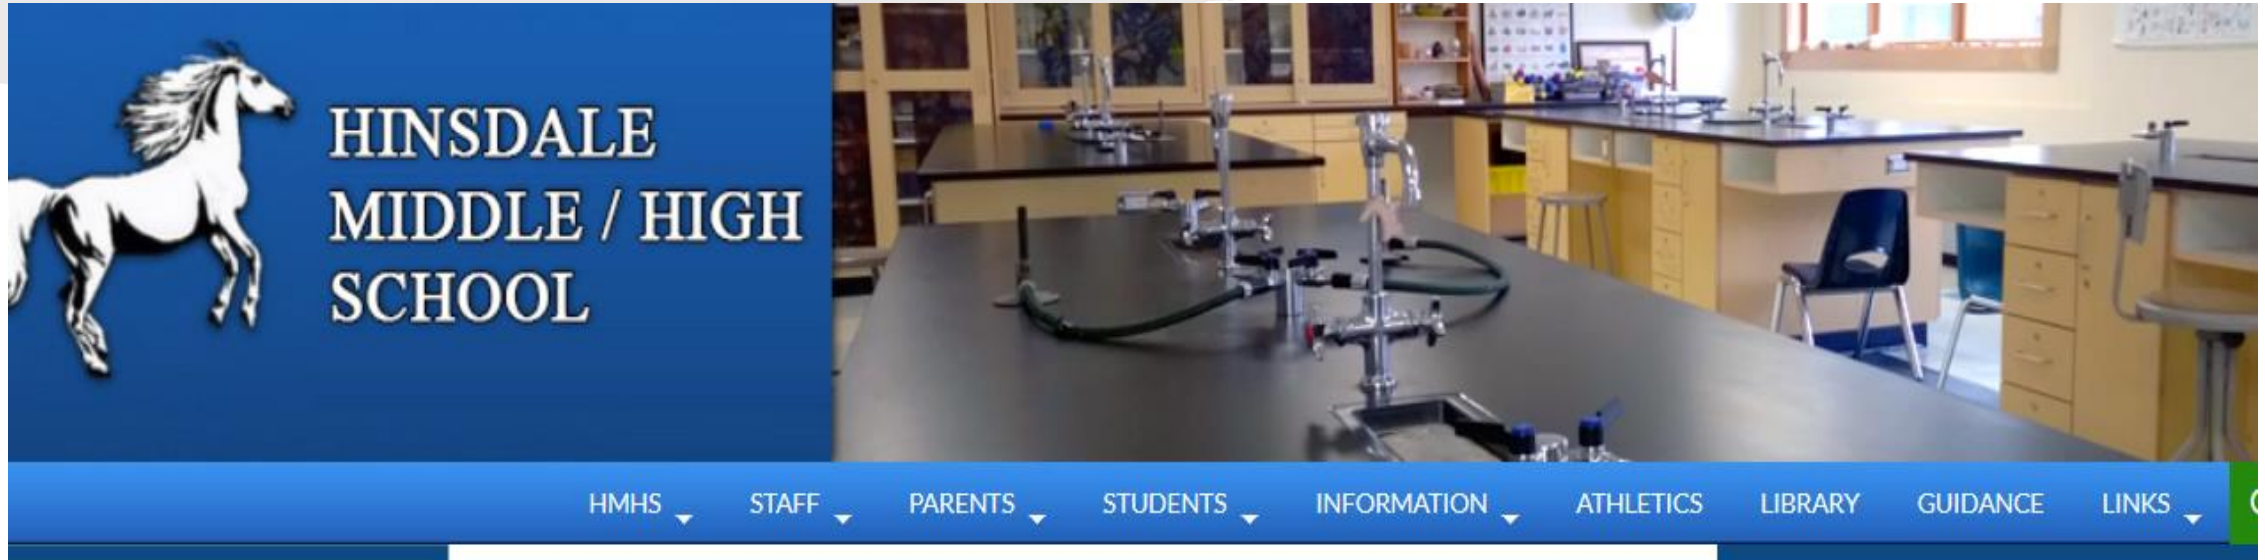 HINSDALE
MIDDLE / HIGH
SCHOOL
HMHS STAFF PARENTS STUDENTS INFORMATION ATHLETICS LIBRARY GUIDANCE LINKS